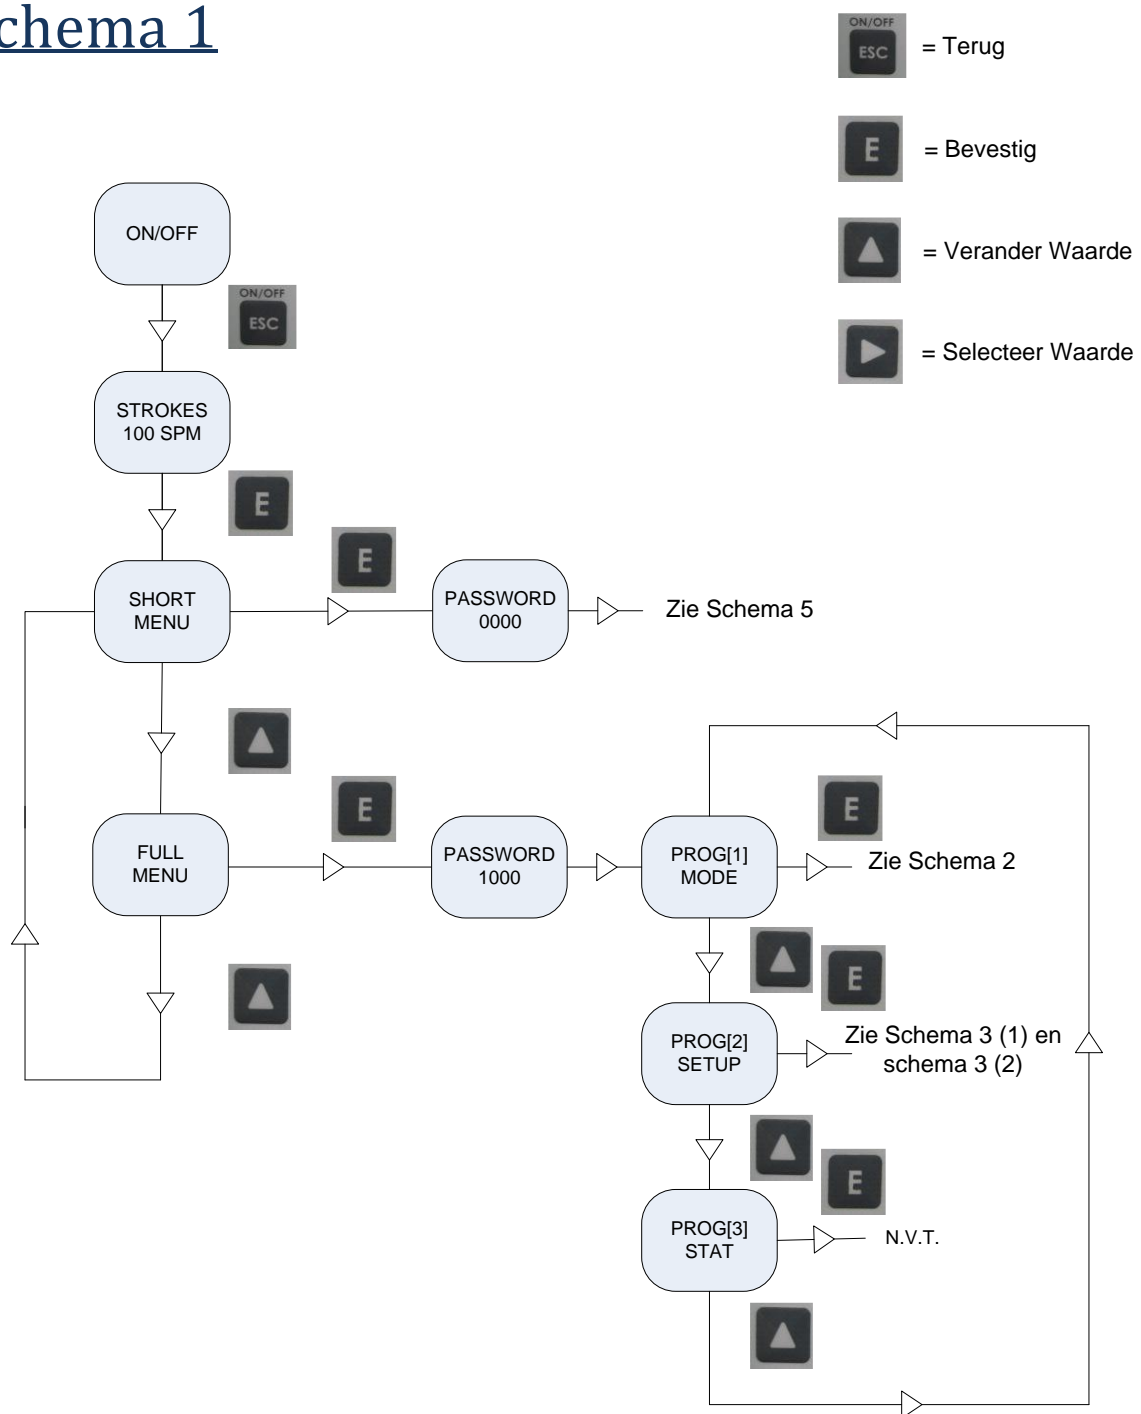 chema 1
ON/OFF
ESC
= Terug
E
= Bevestig
= Verander Waarde
= Selecteer Waarde
ON/OFF
ON/OFF
ESC
STROKES
100 SPM
E
E
SHORT
MENU
PASSWORD
0000
Zie Schema 5
E
E
FULL
MENU
PASSWORD
1000
PROG[1]
MODE
Zie Schema 2
E
PROG[2]
SETUP
Zie Schema 3 (1) en
schema 3 (2)
E
PROG[3]
STAT
N.V.T.